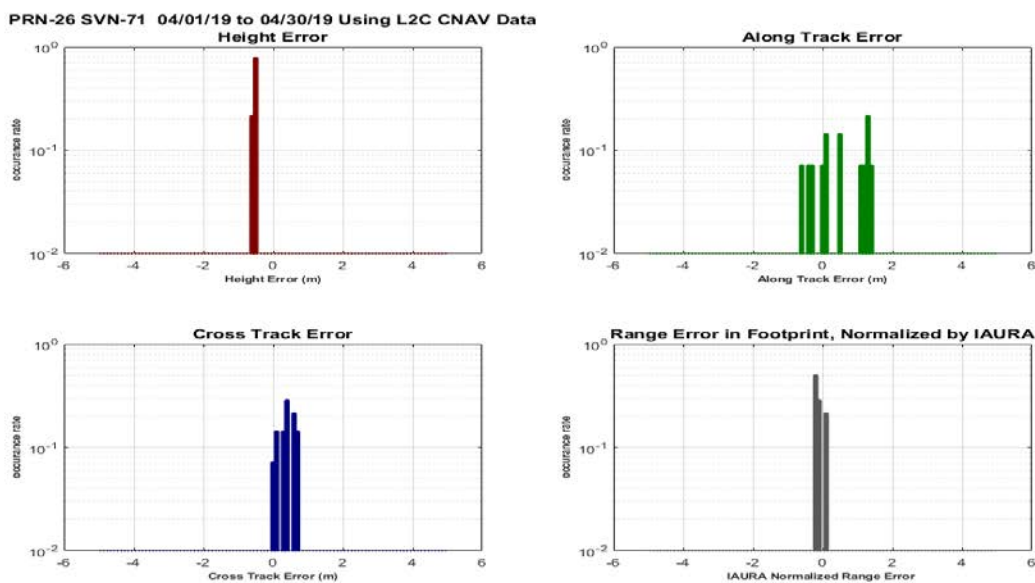 PRN-26 SVN-71 04/01/19 to 04/30/19 Using L2C CNAV Data
Height Error
occurance rate
10^0
10^-1
10^-2
-6 -4 -2 0 2 4 6
Height Error (m)
Along Track Error
occurance rate
10^0
10^-1
10^-2
-6 -4 -2 0 2 4 6
Along Track Error (m)
Cross Track Error
occurance rate
10^0
10^-1
10^-2
-6 -4 -2 0 2 4 6
Cross Track Error (m)
Range Error in Footprint, Normalized by IAURA
occurance rate
10^0
10^-1
10^-2
-6 -4 -2 0 2 4 6
IAURA Normalized Range Error